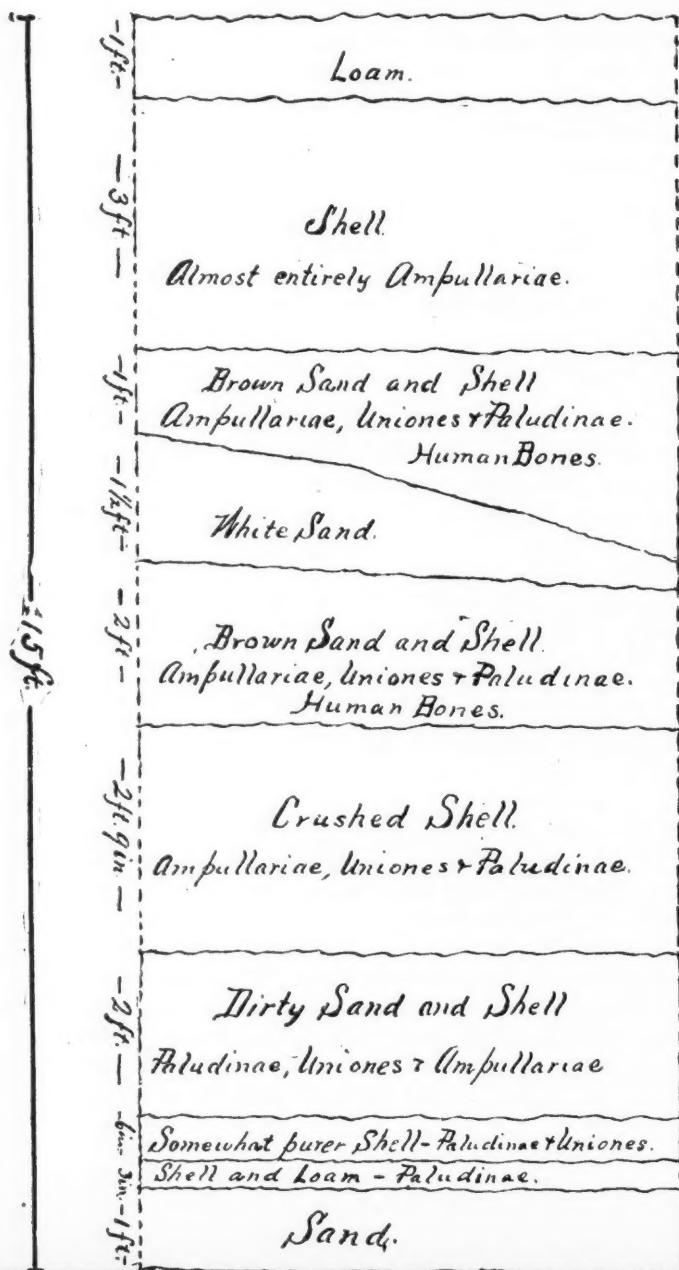 15ft.
-1ft.-
Loam.
-3ft-
Shell.
Almost entirely Ampullariae.
-1ft.-
Brown Sand and Shell
Ampullariae, Uniones & Paludinae.
Human Bones.
-1½ft-
White Sand.
-2ft-
Brown Sand and Shell.
Ampullariae, Uniones & Paludinae.
Human Bones.
-2ft.9in.-
Crushed Shell.
Ampullariae, Uniones & Paludinae.
-2ft.-
Dirty Sand and Shell
Paludinae, Uniones & Ampullariae
-6in-
Somewhat purer Shell-Paludinae & Uniones.
3in.
Shell and Loam - Paludinae.
-1ft-
Sand.